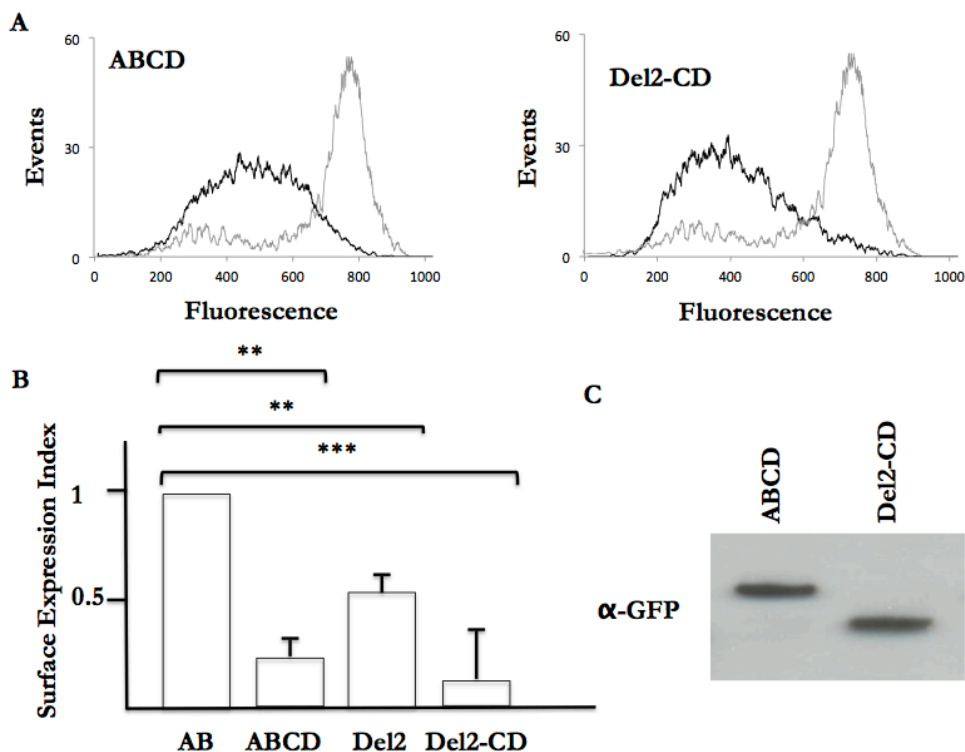 A
ABCD
60
30
0
Events
0 200 400 600 800 1000
Fluorescence
Del2-CD
60
30
0
Events
0 200 400 600 800 1000
Fluorescence
B
**
**
***
1
0.5
Surface Expression Index
AB ABCD Del2 Del2-CD
C
ABCD
Del2-CD
α-GFP